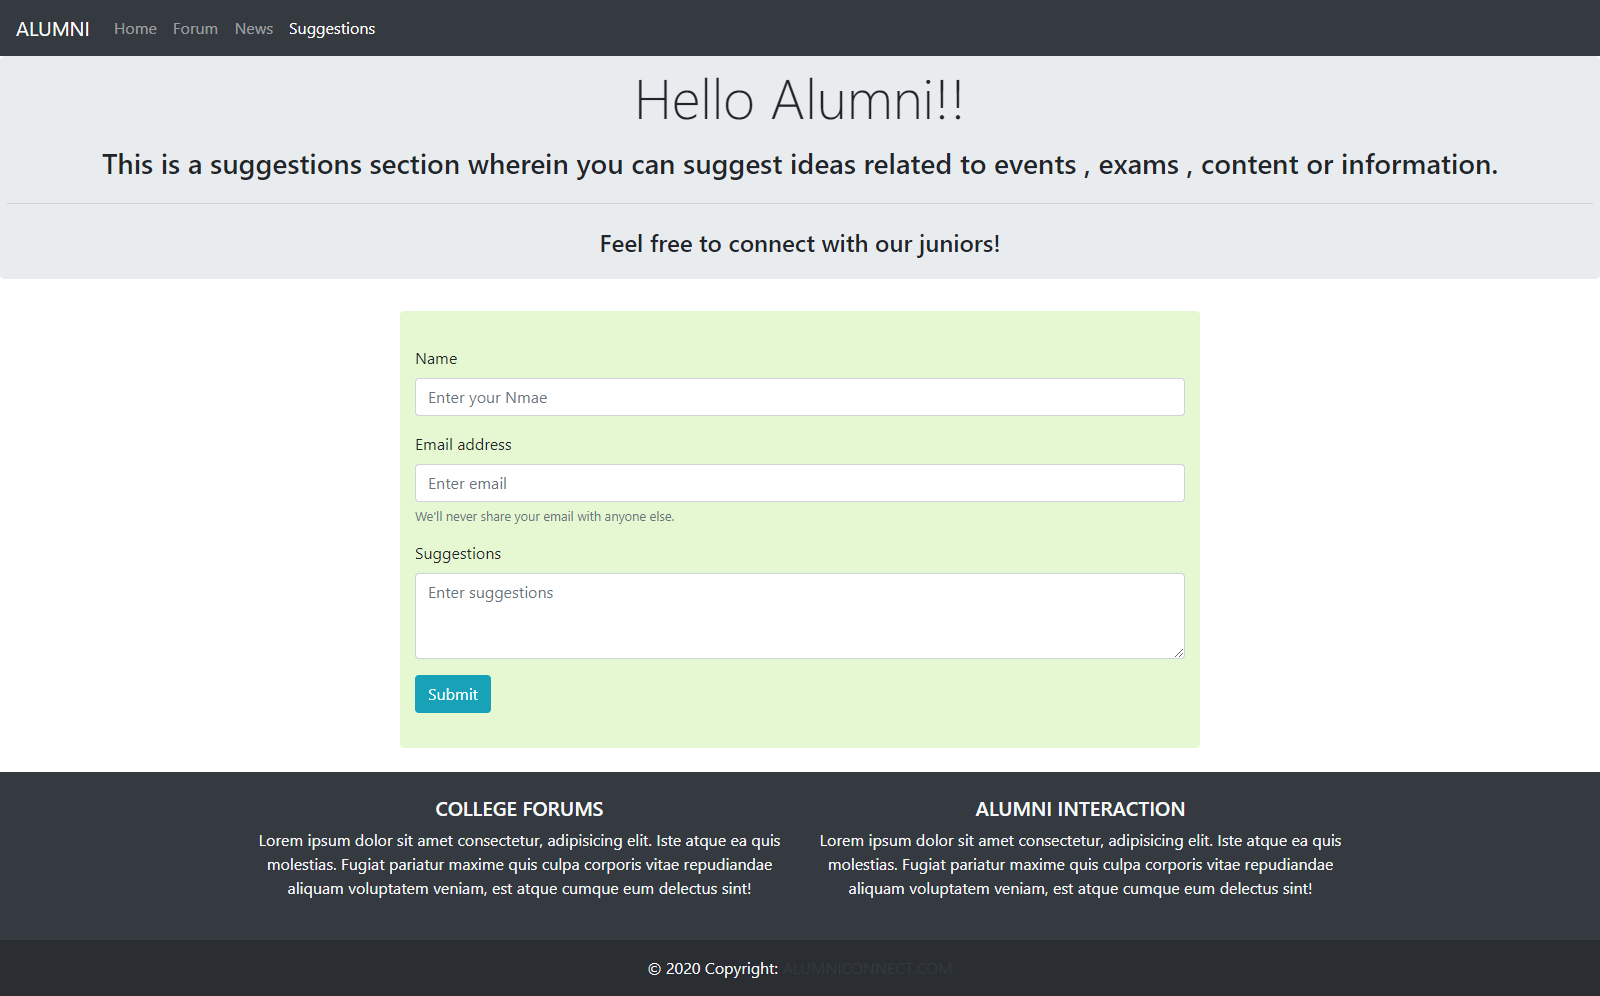 ALUMNI Home Forum News Suggestions
Hello Alumni!!
This is a suggestions section wherein you can suggest ideas related to events , exams , content or information.
Feel free to connect with our juniors!
Name
Enter your Nmae
Email address
Enter email
We'll never share your email with anyone else.
Suggestions
Enter suggestions
Submit
COLLEGE FORUMS
Lorem ipsum dolor sit amet consectetur, adipisicing elit. Iste atque ea quis
molestias. Fugiat pariatur maxime quis culpa corporis vitae repudiandae
aliquam voluptatem veniam, est atque cumque eum delectus sint!
ALUMNI INTERACTION
Lorem ipsum dolor sit amet consectetur, adipisicing elit. Iste atque ea quis
molestias. Fugiat pariatur maxime quis culpa corporis vitae repudiandae
aliquam voluptatem veniam, est atque cumque eum delectus sint!
© 2020 Copyright: ALUMNICONNECT.COM